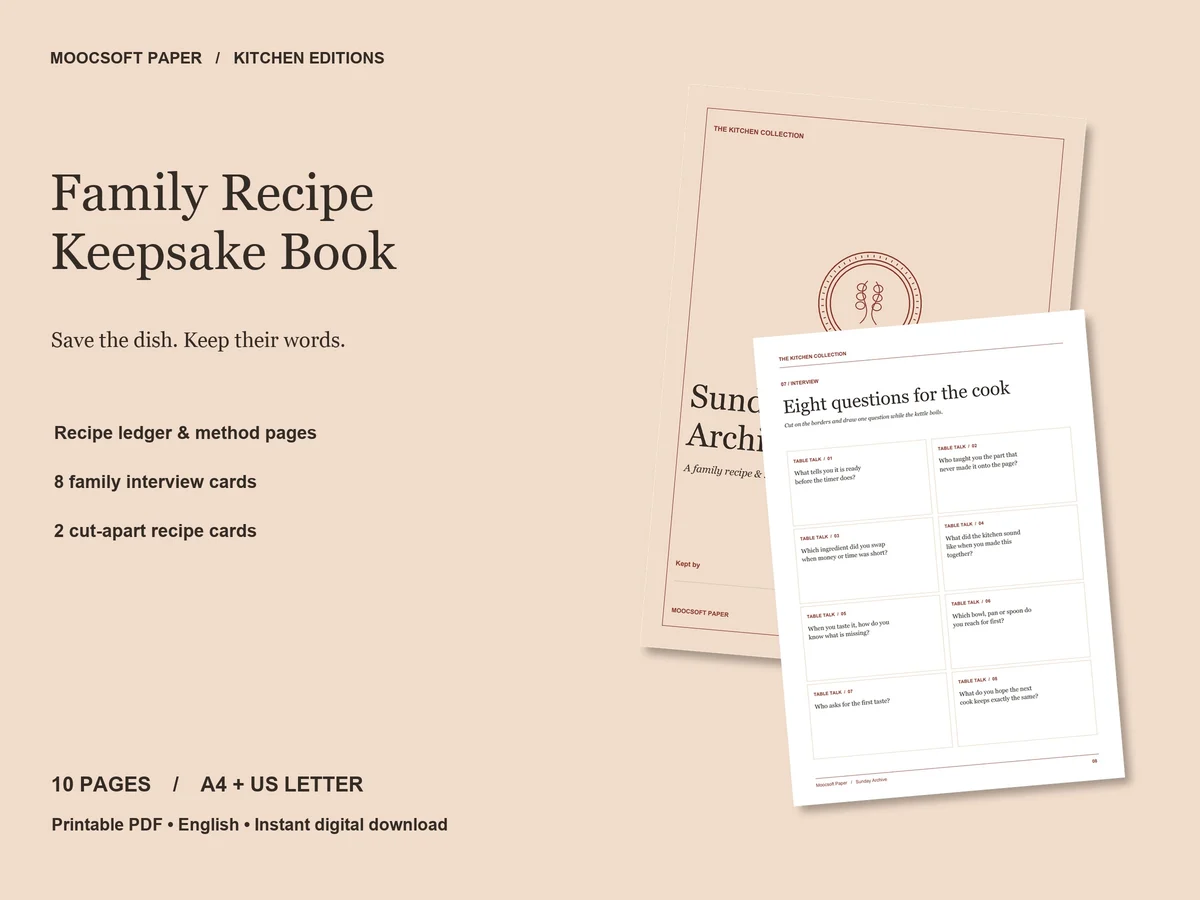 MOOCSOFT PAPER / KITCHEN EDITIONS
Family Recipe
Keepsake Book
Save the dish. Keep their words.
Recipe ledger & method pages
8 family interview cards
2 cut-apart recipe cards
10 PAGES / A4 + US LETTER
Printable PDF • English • Instant digital download
THE KITCHEN COLLECTION
A family recipe &
Kept by
MOOCSOFT PAPER
THE KITCHEN COLLECTION
07 / INTERVIEW
Eight questions for the cook
Cut on the borders and draw one question while the kettle boils.
TABLE TALK / 01
What tells you it is ready
before the timer does?
TABLE TALK / 02
Who taught you the part that
never made it onto the page?
TABLE TALK / 03
Which ingredient did you swap
when money or time was short?
TABLE TALK / 04
What did the kitchen sound
like when you made this
together?
TABLE TALK / 05
When you taste it, how do you
know what is missing?
TABLE TALK / 06
Which bowl, pan or spoon do
you reach for first?
TABLE TALK / 07
Who asks for the first taste?
TABLE TALK / 08
What do you hope the next
cook keeps exactly the same?
Moocsoft Paper / Sunday Archive
08